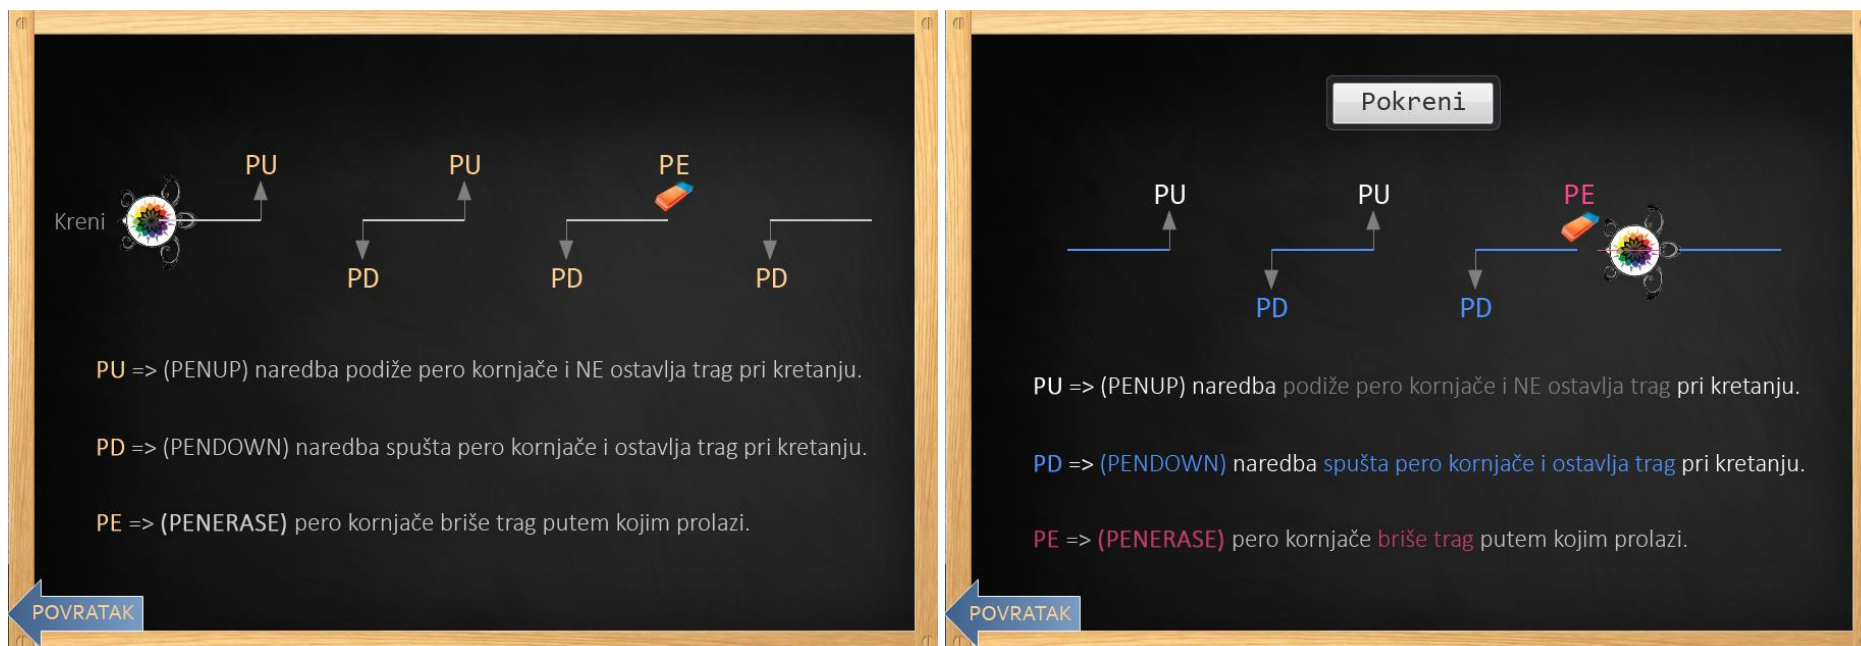 PU PU PE
Kreni
PD PD PD
PU => (PENUP) naredba podiže pero kornjače i NE ostavlja trag pri kretanju.
PD => (PENDOWN) naredba spušta pero kornjače i ostavlja trag pri kretanju.
PE => (PENERASE) pero kornjače briše trag putem kojim prolazi.
POVRATAK
Pokreni
PU PU PE
PD PD
PU => (PENUP) naredba podiže pero kornjače i NE ostavlja trag pri kretanju.
PD => (PENDOWN) naredba spušta pero kornjače i ostavlja trag pri kretanju.
PE => (PENERASE) pero kornjače briše trag putem kojim prolazi.
POVRATAK